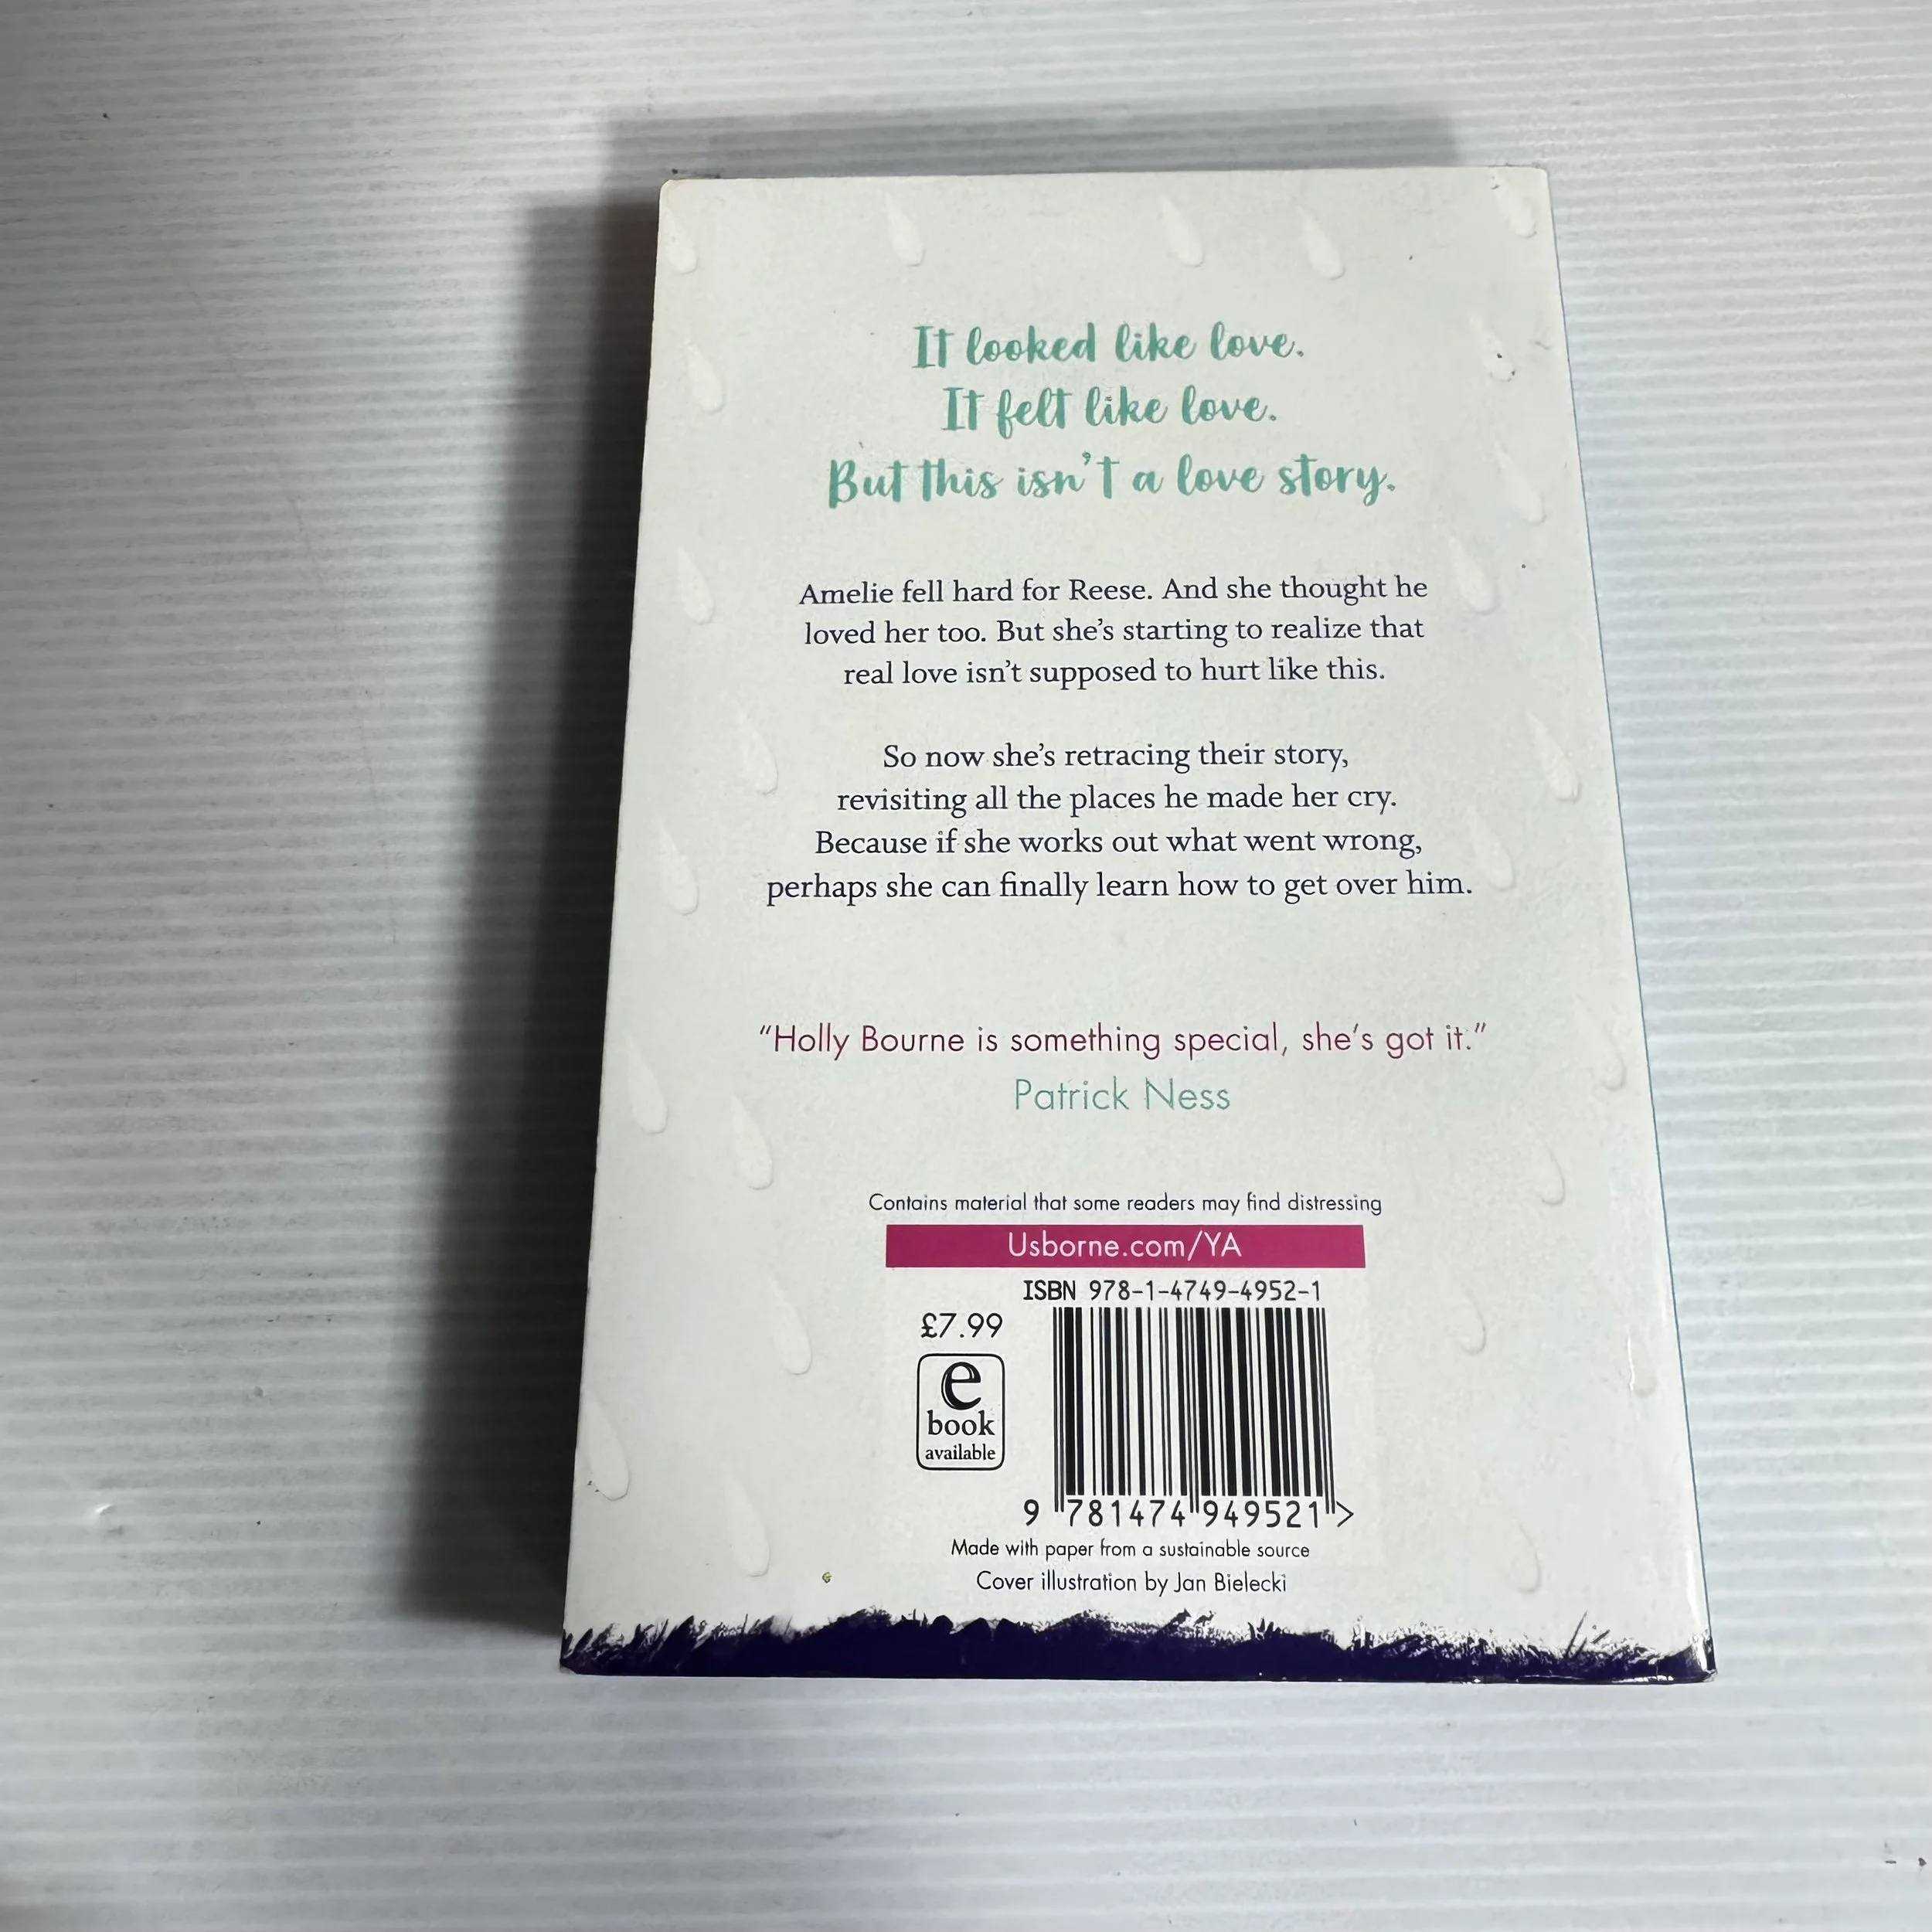 It looked like love.
It felt like love.
But this isn't a love story.
Amelie fell hard for Reese. And she thought he
loved her too. But she's starting to realize that
real love isn't supposed to hurt like this.
So now she's retracing their story,
revisiting all the places he made her cry.
Because if she works out what went wrong,
perhaps she can finally learn how to get over him.
"Holly Bourne is something special, she's got it."
Patrick Ness
Contains material that some readers may find distressing
Usborne.com/YA
ISBN 978-1-4749-4952-1
£7.99
e
book
available
9 781474 949521 >
Made with paper from a sustainable source
Cover illustration by Jan Bielecki